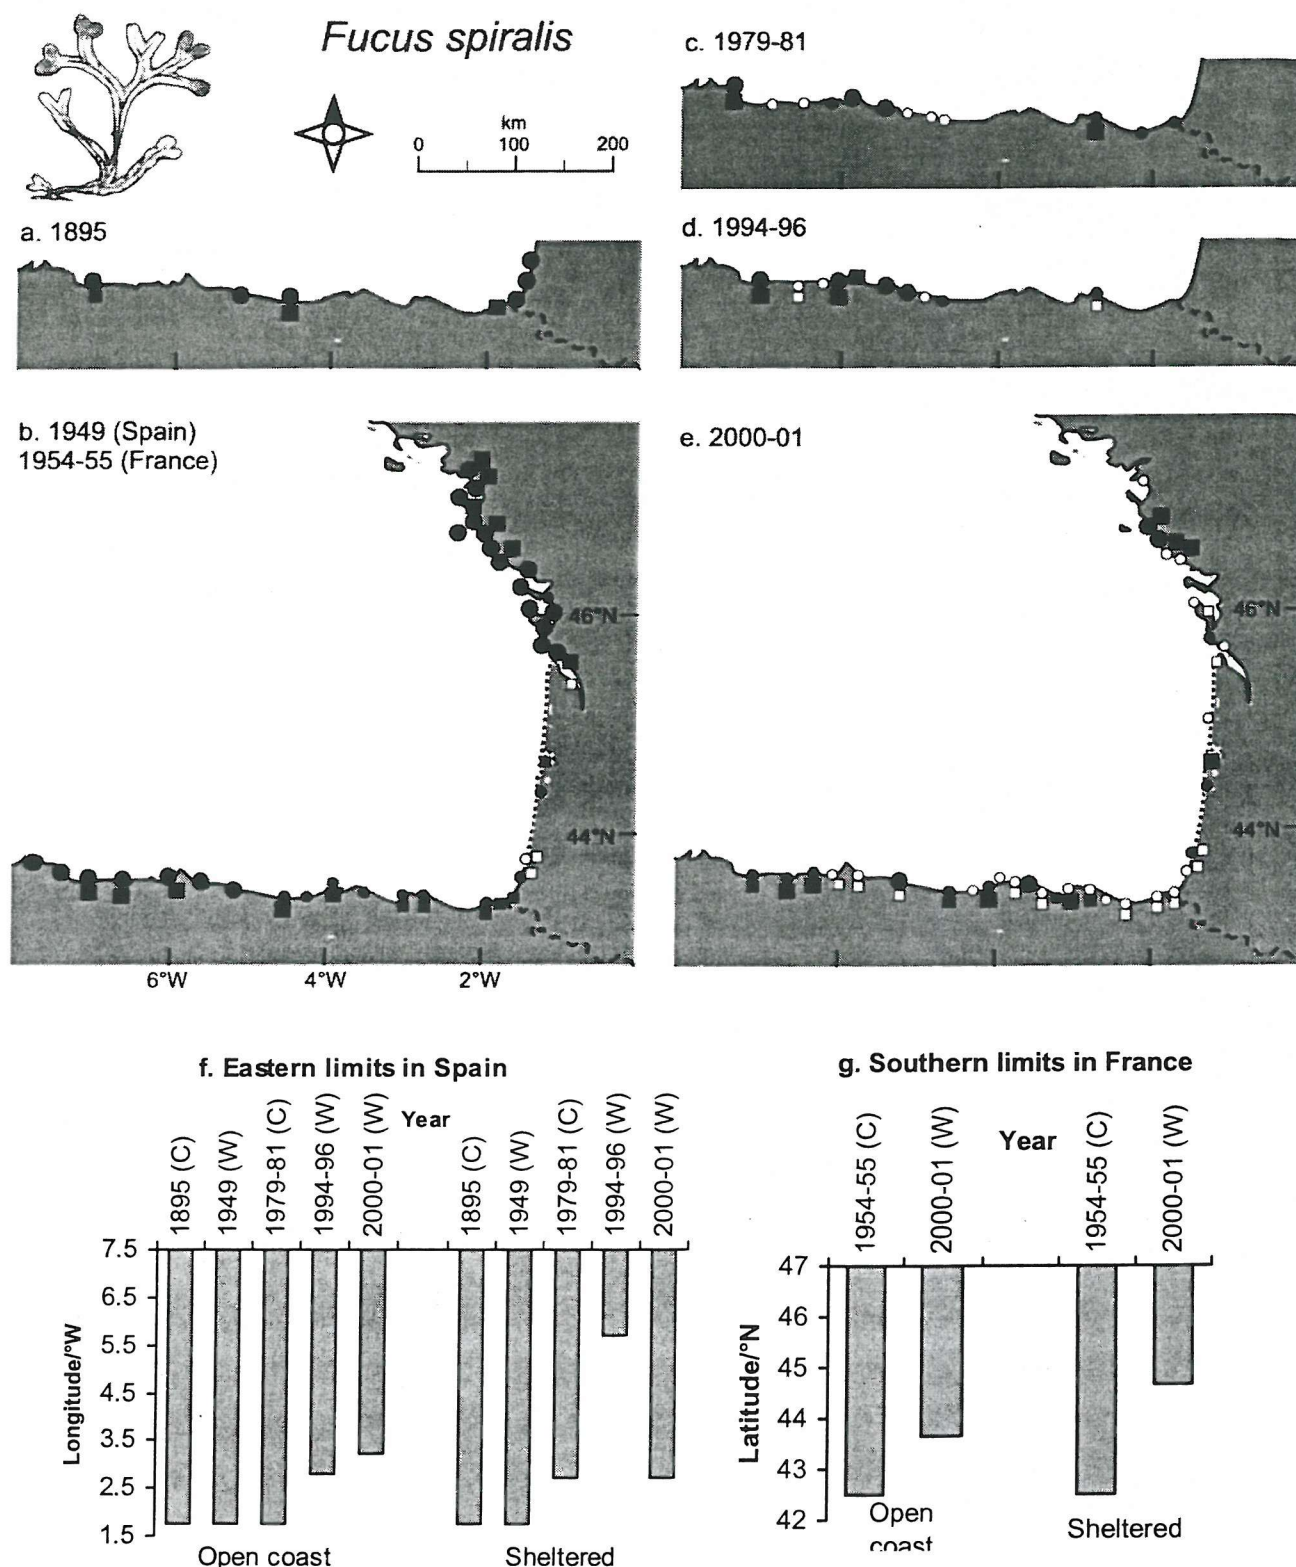 Fucus spiralis
km
0 100 200
a. 1895
b. 1949 (Spain)
1954-55 (France)
46°N
44°N
6°W 4°W 2°W
c. 1979-81
d. 1994-96
e. 2000-01
46°N
44°N
f. Eastern limits in Spain
Year
1895 (C)
1949 (W)
1979-81 (C)
1994-96 (W)
2000-01 (W)
1895 (C)
1949 (W)
1979-81 (C)
1994-96 (W)
2000-01 (W)
Longitude/°W
7.5
6.5
5.5
4.5
3.5
2.5
1.5
Open coast
Sheltered
g. Southern limits in France
Year
1954-55 (C)
2000-01 (W)
1954-55 (C)
2000-01 (W)
Latitude/°N
47
46
45
44
43
42
Open
coast
Sheltered